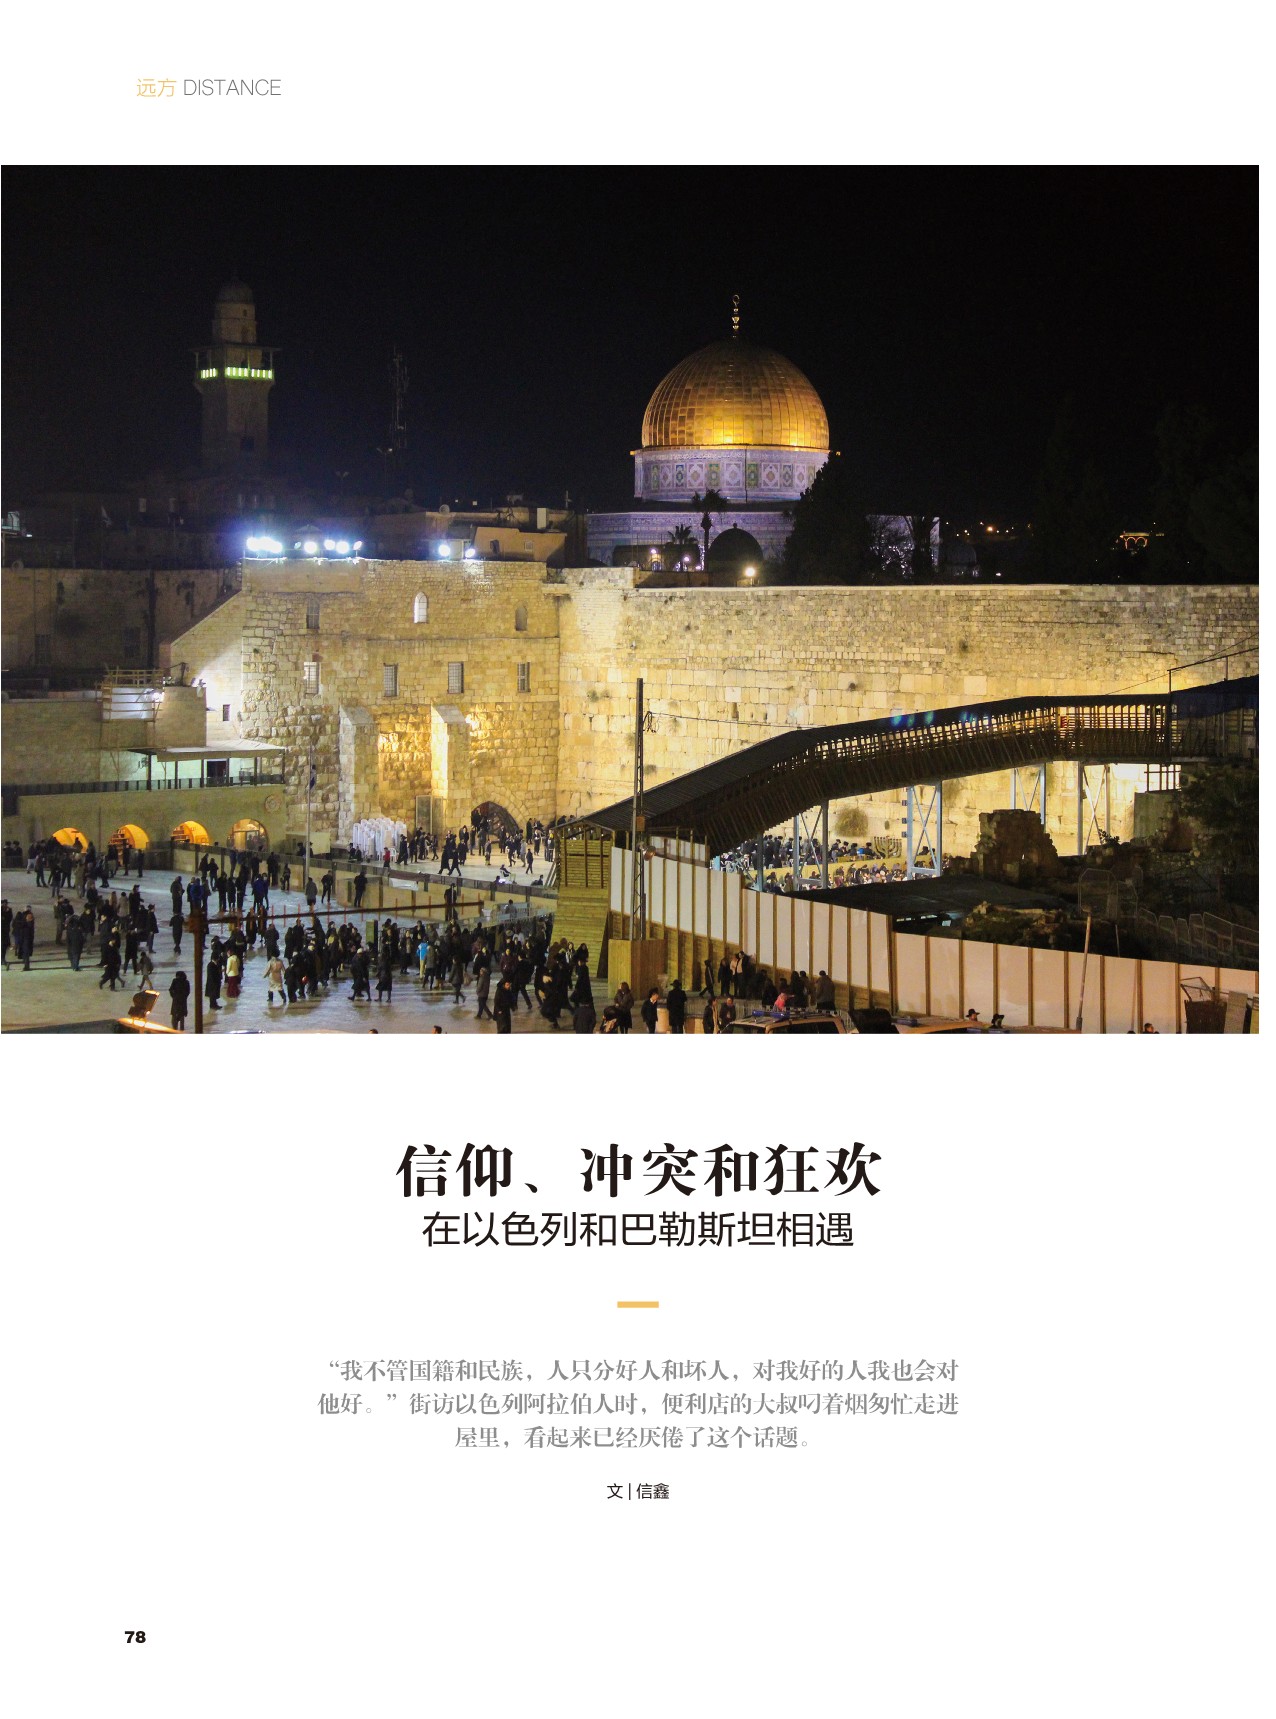 远方 DISTANCE
信仰、冲突和狂欢
在以色列和巴勒斯坦相遇
“我不管国籍和民族，人只分好人和坏人，对我好的人我也会对
他好。”街访以色列阿拉伯人时，便利店的大叔叼着烟匆忙走进
屋里，看起来已经厌倦了这个话题。
文 | 信鑫
78